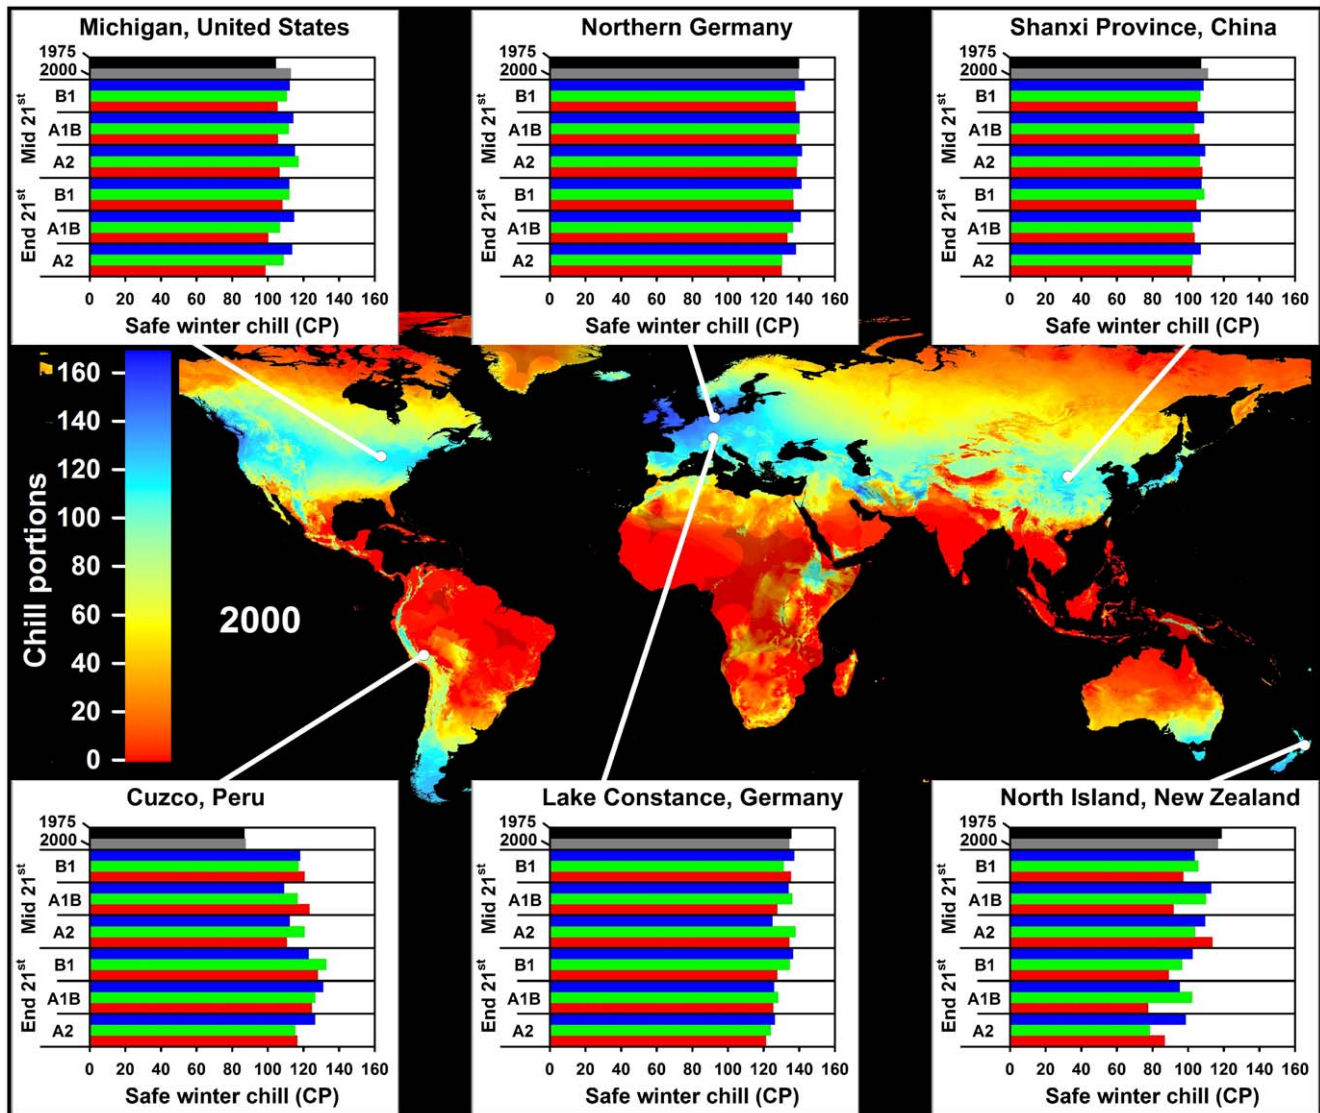 Michigan, United States
1975
2000
Mid 21st
B1
A1B
A2
End 21st
B1
A1B
A2
0 20 40 60 80 100 120 140 160
Safe winter chill (CP)
Northern Germany
1975
2000
Mid 21st
B1
A1B
A2
End 21st
B1
A1B
A2
0 20 40 60 80 100 120 140 160
Safe winter chill (CP)
Shanxi Province, China
1975
2000
Mid 21st
B1
A1B
A2
End 21st
B1
A1B
A2
0 20 40 60 80 100 120 140 160
Safe winter chill (CP)
Chill portions
160
140
120
100
80
60
40
20
0
2000
Cuzco, Peru
1975
2000
Mid 21st
B1
A1B
A2
End 21st
B1
A1B
A2
0 20 40 60 80 100 120 140 160
Safe winter chill (CP)
Lake Constance, Germany
1975
2000
Mid 21st
B1
A1B
A2
End 21st
B1
A1B
A2
0 20 40 60 80 100 120 140 160
Safe winter chill (CP)
North Island, New Zealand
1975
2000
Mid 21st
B1
A1B
A2
End 21st
B1
A1B
A2
0 20 40 60 80 100 120 140 160
Safe winter chill (CP)